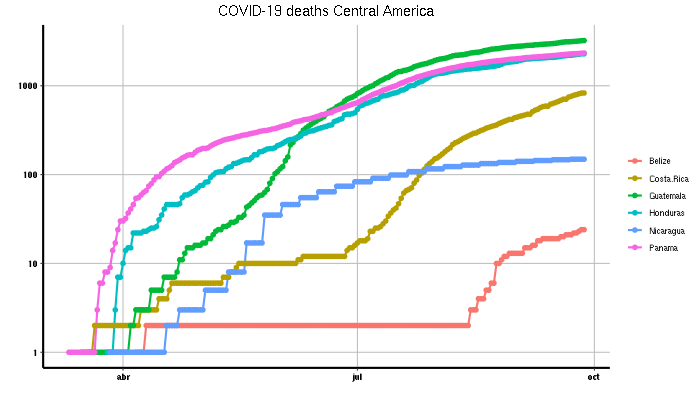 COVID-19 deaths Central America
1000
100
10
1
abr
jul
oct
Belize
Costa.Rica
Guatemala
Honduras
Nicaragua
Panama